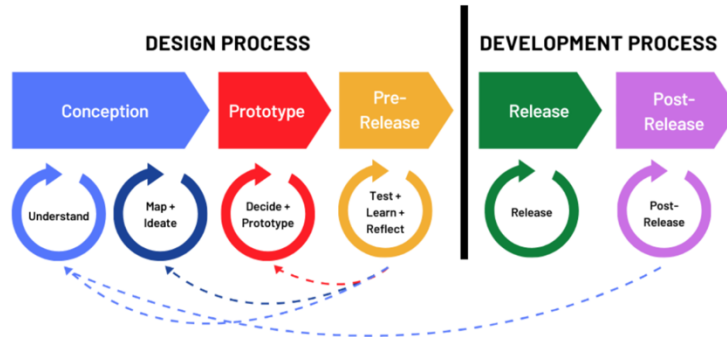 DESIGN PROCESS
DEVELOPMENT PROCESS
Conception
Prototype
Pre-
Release
Release
Post-
Release
Understand
Map +
Ideate
Decide +
Prototype
Test +
Learn +
Reflect
Release
Post-
Release